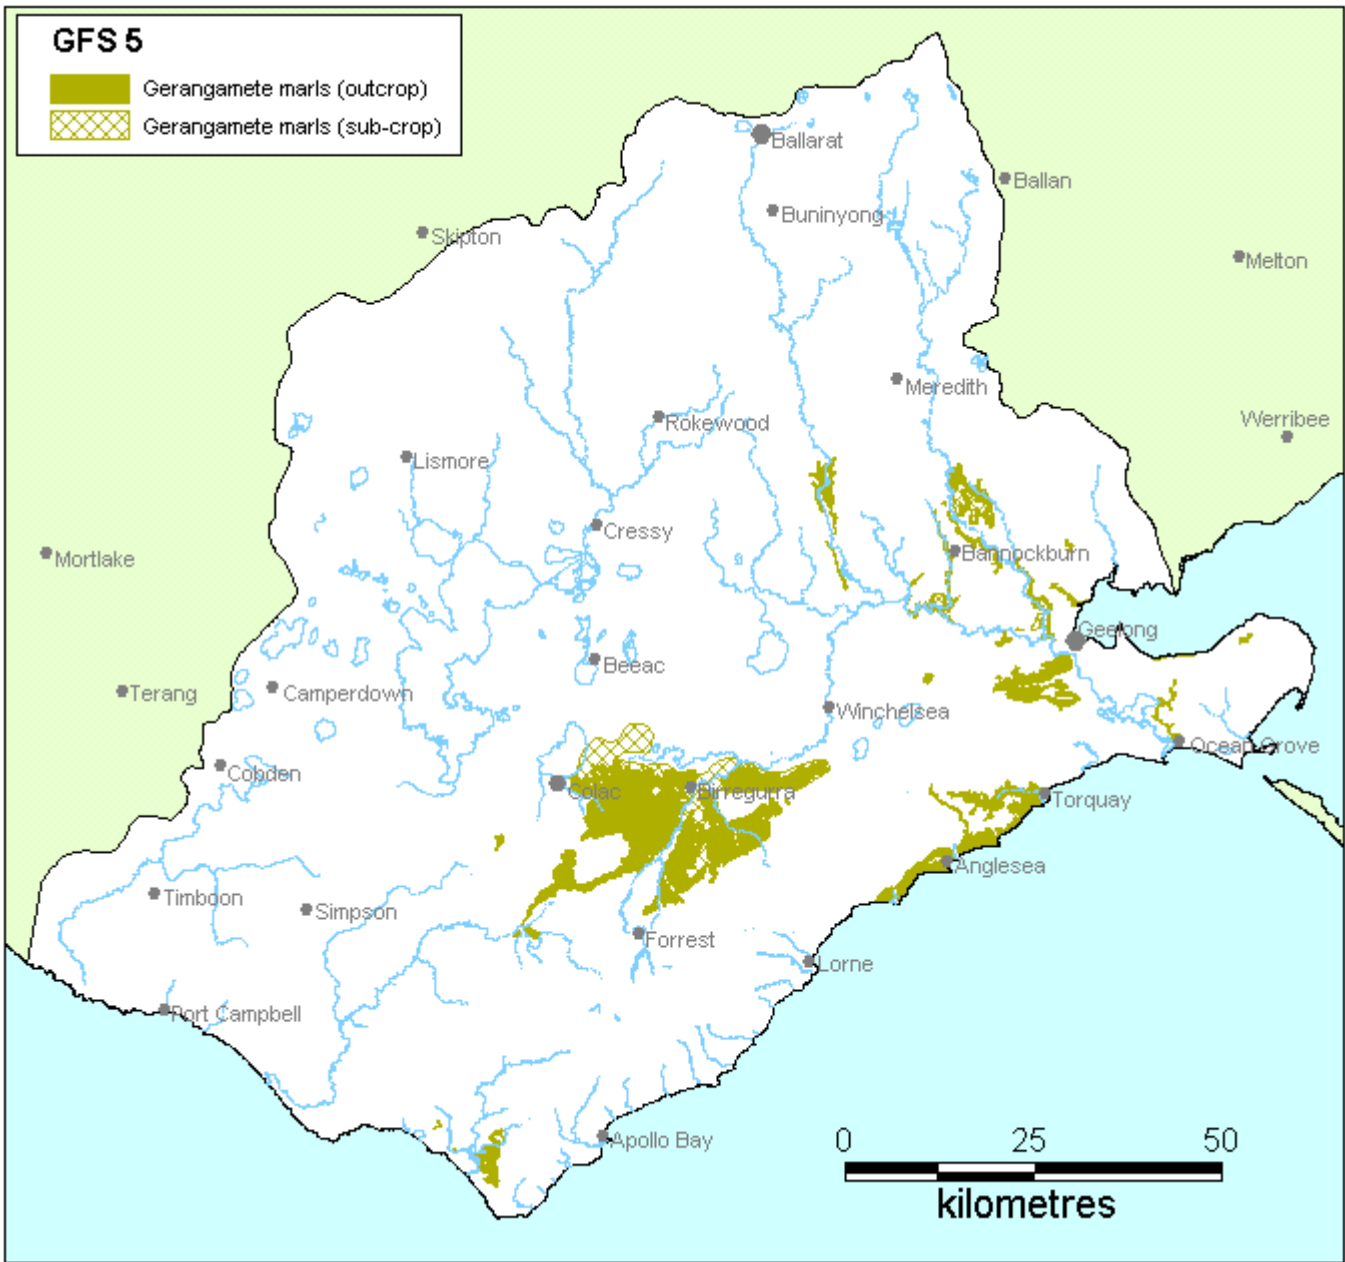 GFS 5
Gerangamete marls (outcrop)
Gerangamete marls (sub-crop)
Ballarat
Ballan
Buninyong
Skipton
Melton
Meredith
Rokewood
Werribee
Lismore
Cressy
Mortlake
Bannockburn
Geelong
Beeac
Terang
Camperdown
Winchelsea
Ocean Grove
Cobden
Colac
Birregurra
Torquay
Anglesea
Timboon
Simpson
Forrest
Lorne
Port Campbell
Apollo Bay
0 25 50
kilometres